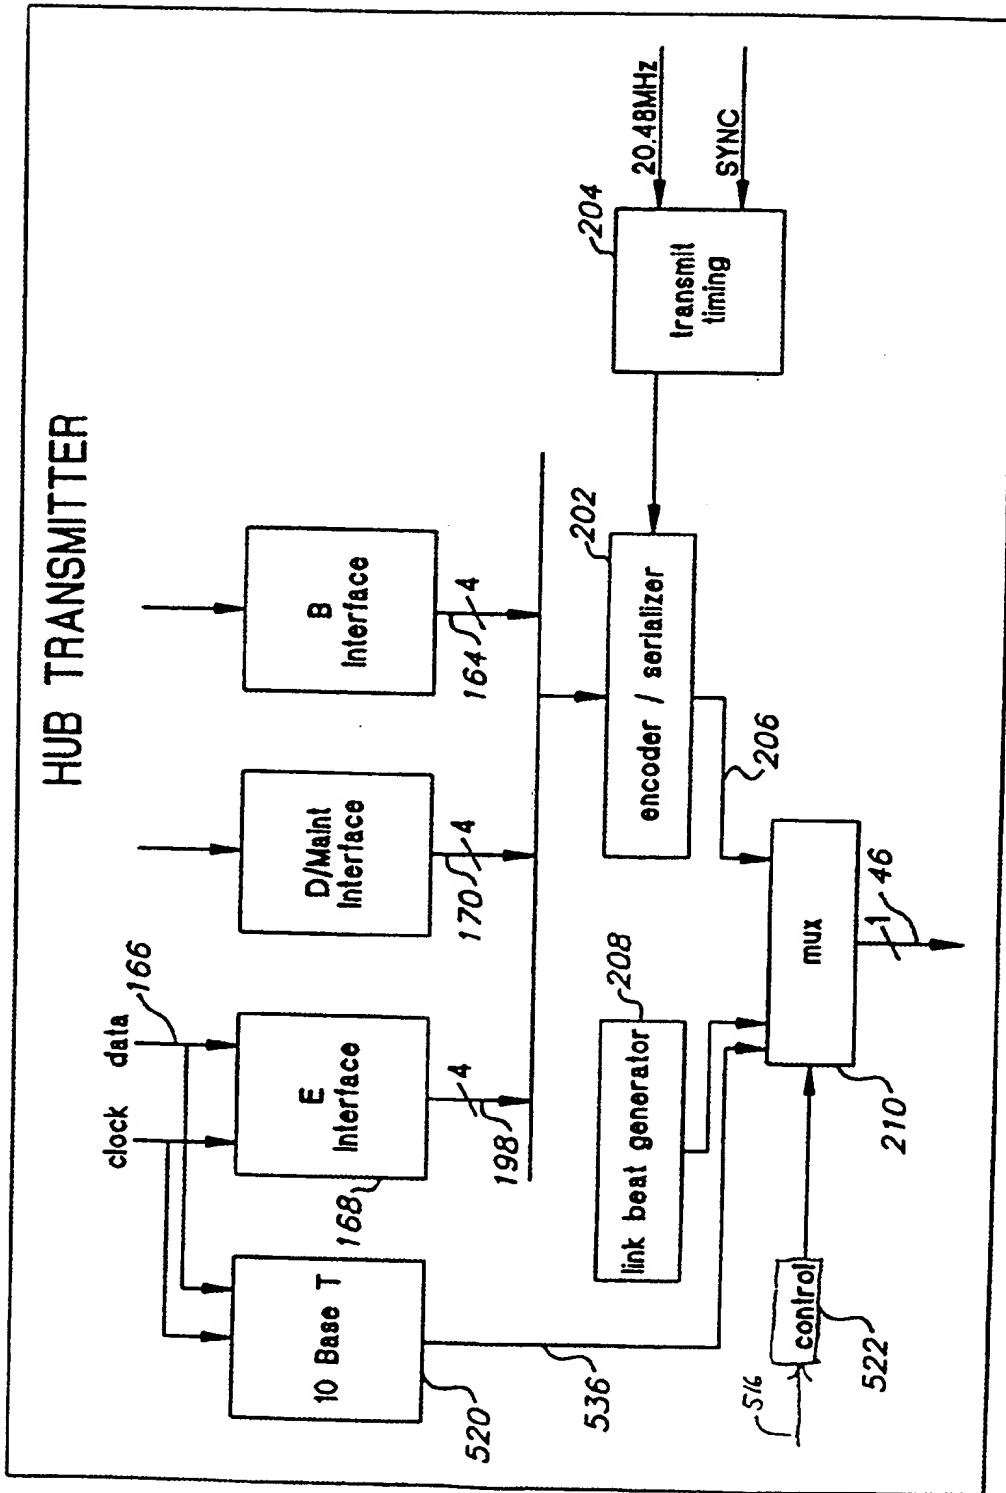 HUB TRANSMITTER
clock
data
166
10 Base T
520
E
Interface
168
4
198
D/Maint
Interface
4
170
B
Interface
4
164
536
link beat generator
208
encoder / serializer
202
206
transmit
timing
204
20.48MHz
SYNC
516
control
522
mux
210
1
46